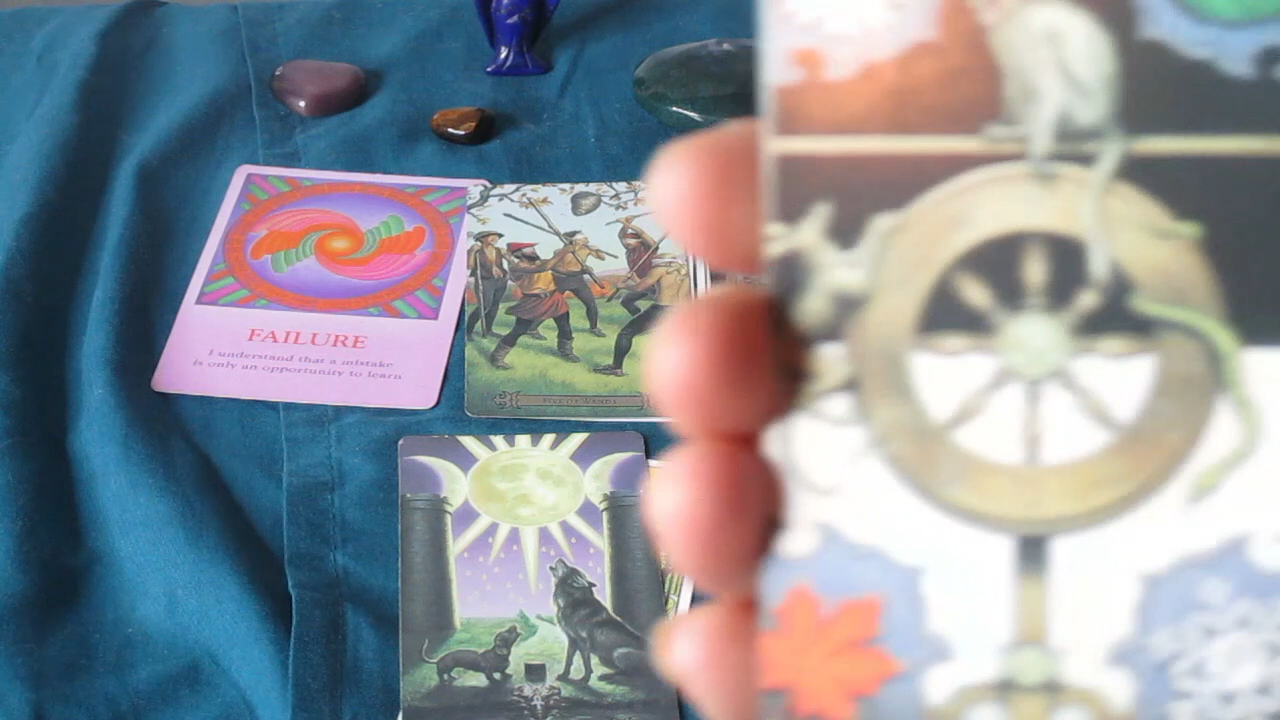 FAILURE
I understand that a mistake
is only an opportunity to learn
FIVE OF WANDS